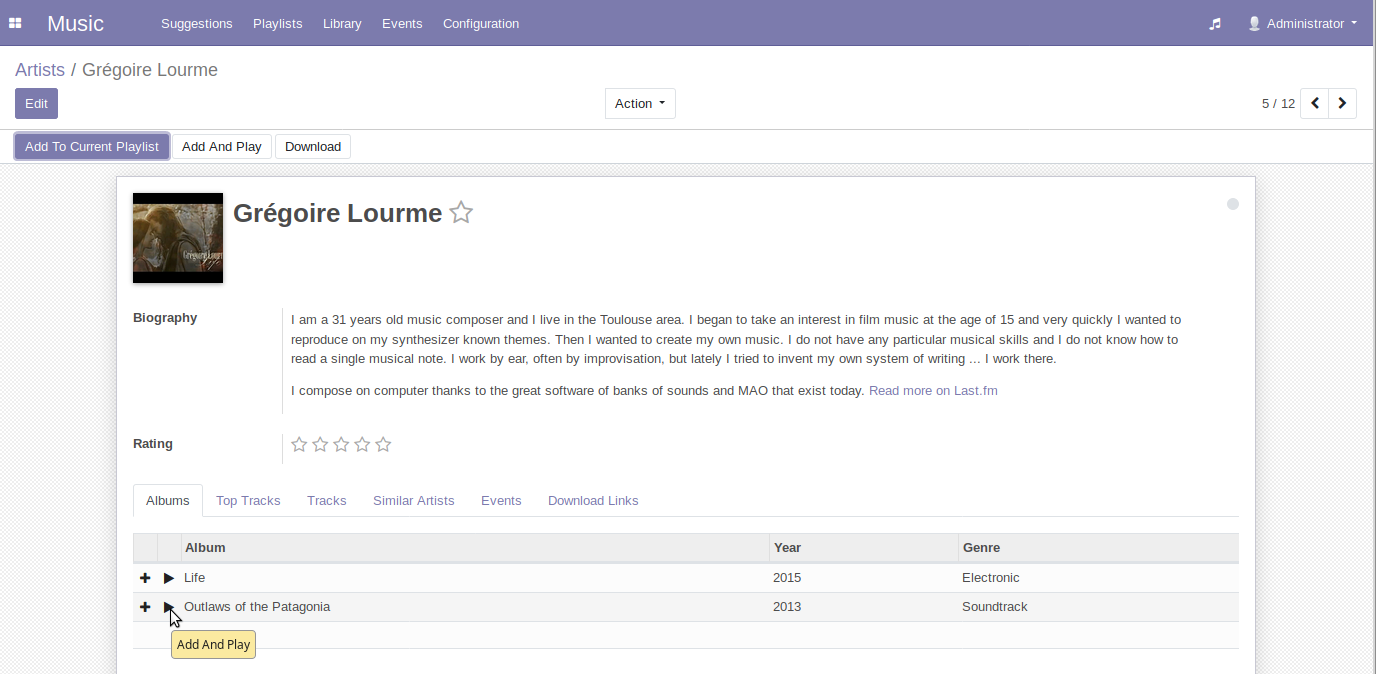 Music Suggestions Playlists Library Events Configuration Administrator
Artists / Grégoire Lourme
Edit Action 5 / 12
Add To Current Playlist Add And Play Download
Grégoire Lourme
Biography
I am a 31 years old music composer and I live in the Toulouse area. I began to take an interest in film music at the age of 15 and very quickly I wanted to
reproduce on my synthesizer known themes. Then I wanted to create my own music. I do not have any particular musical skills and I do not know how to
read a single musical note. I work by ear, often by improvisation, but lately I tried to invent my own system of writing ... I work there.
I compose on computer thanks to the great software of banks of sounds and MAO that exist today. Read more on Last.fm
Rating
Albums Top Tracks Tracks Similar Artists Events Download Links
Album Year Genre
Life 2015 Electronic
Outlaws of the Patagonia 2013 Soundtrack
Add And Play